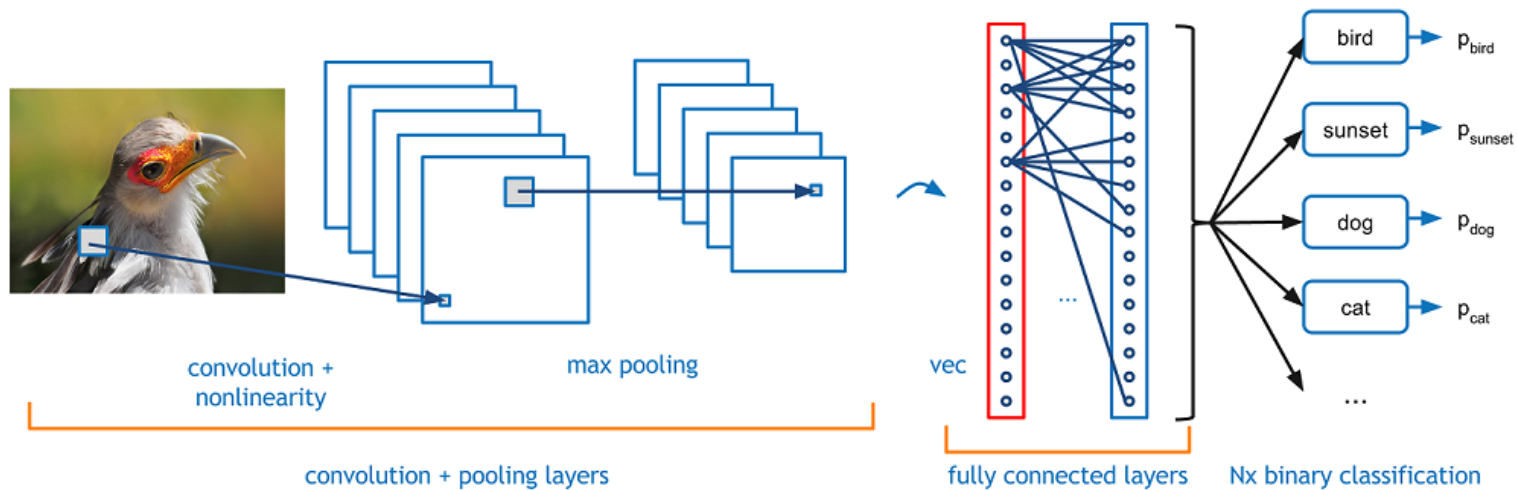 bird
p_bird
sunset
p_sunset
dog
p_dog
cat
p_cat
...
...
convolution +
nonlinearity
max pooling
vec
convolution + pooling layers
fully connected layers
Nx binary classification